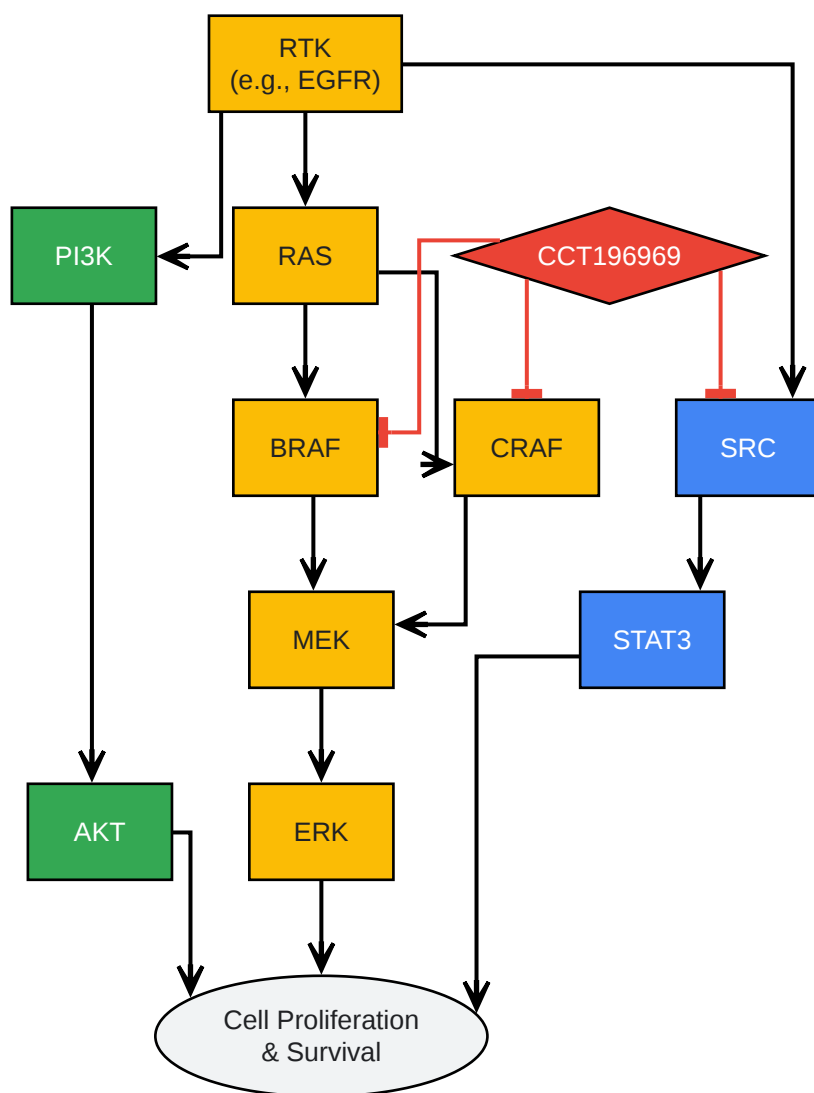 RTK
(e.g., EGFR)
PI3K
RAS
CCT196969
BRAF
CRAF
SRC
MEK
STAT3
AKT
ERK
Cell Proliferation
& Survival